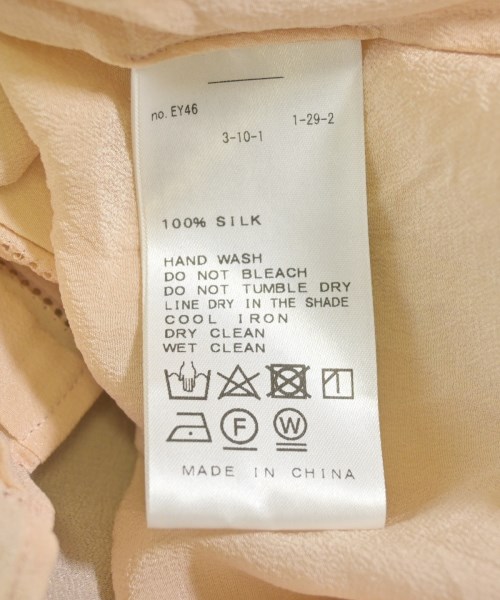 no. EY46
1-29-2
3-10-1
100% SILK
HAND WASH
DO NOT BLEACH
DO NOT TUMBLE DRY
LINE DRY IN THE SHADE
COOL IRON
DRY CLEAN
WET CLEAN
F W
MADE IN CHINA